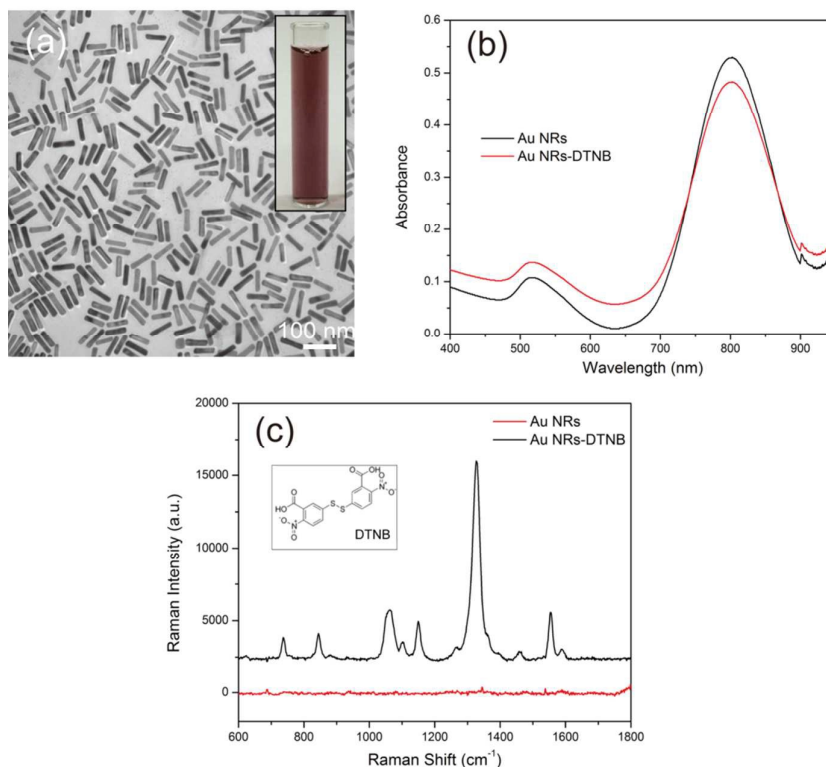 (a)
100 nm
(b)
Au NRs
Au NRs-DTNB
Absorbance
0.6
0.5
0.4
0.3
0.2
0.1
0.0
400 500 600 700 800 900
Wavelength (nm)
(c)
Au NRs
Au NRs-DTNB
DTNB
O OH O
HO N⁺ O⁻
S S
O
⁻O N⁺
O
Raman Intensity (a.u.)
20000
15000
10000
5000
0
600 800 1000 1200 1400 1600 1800
Raman Shift (cm⁻¹)